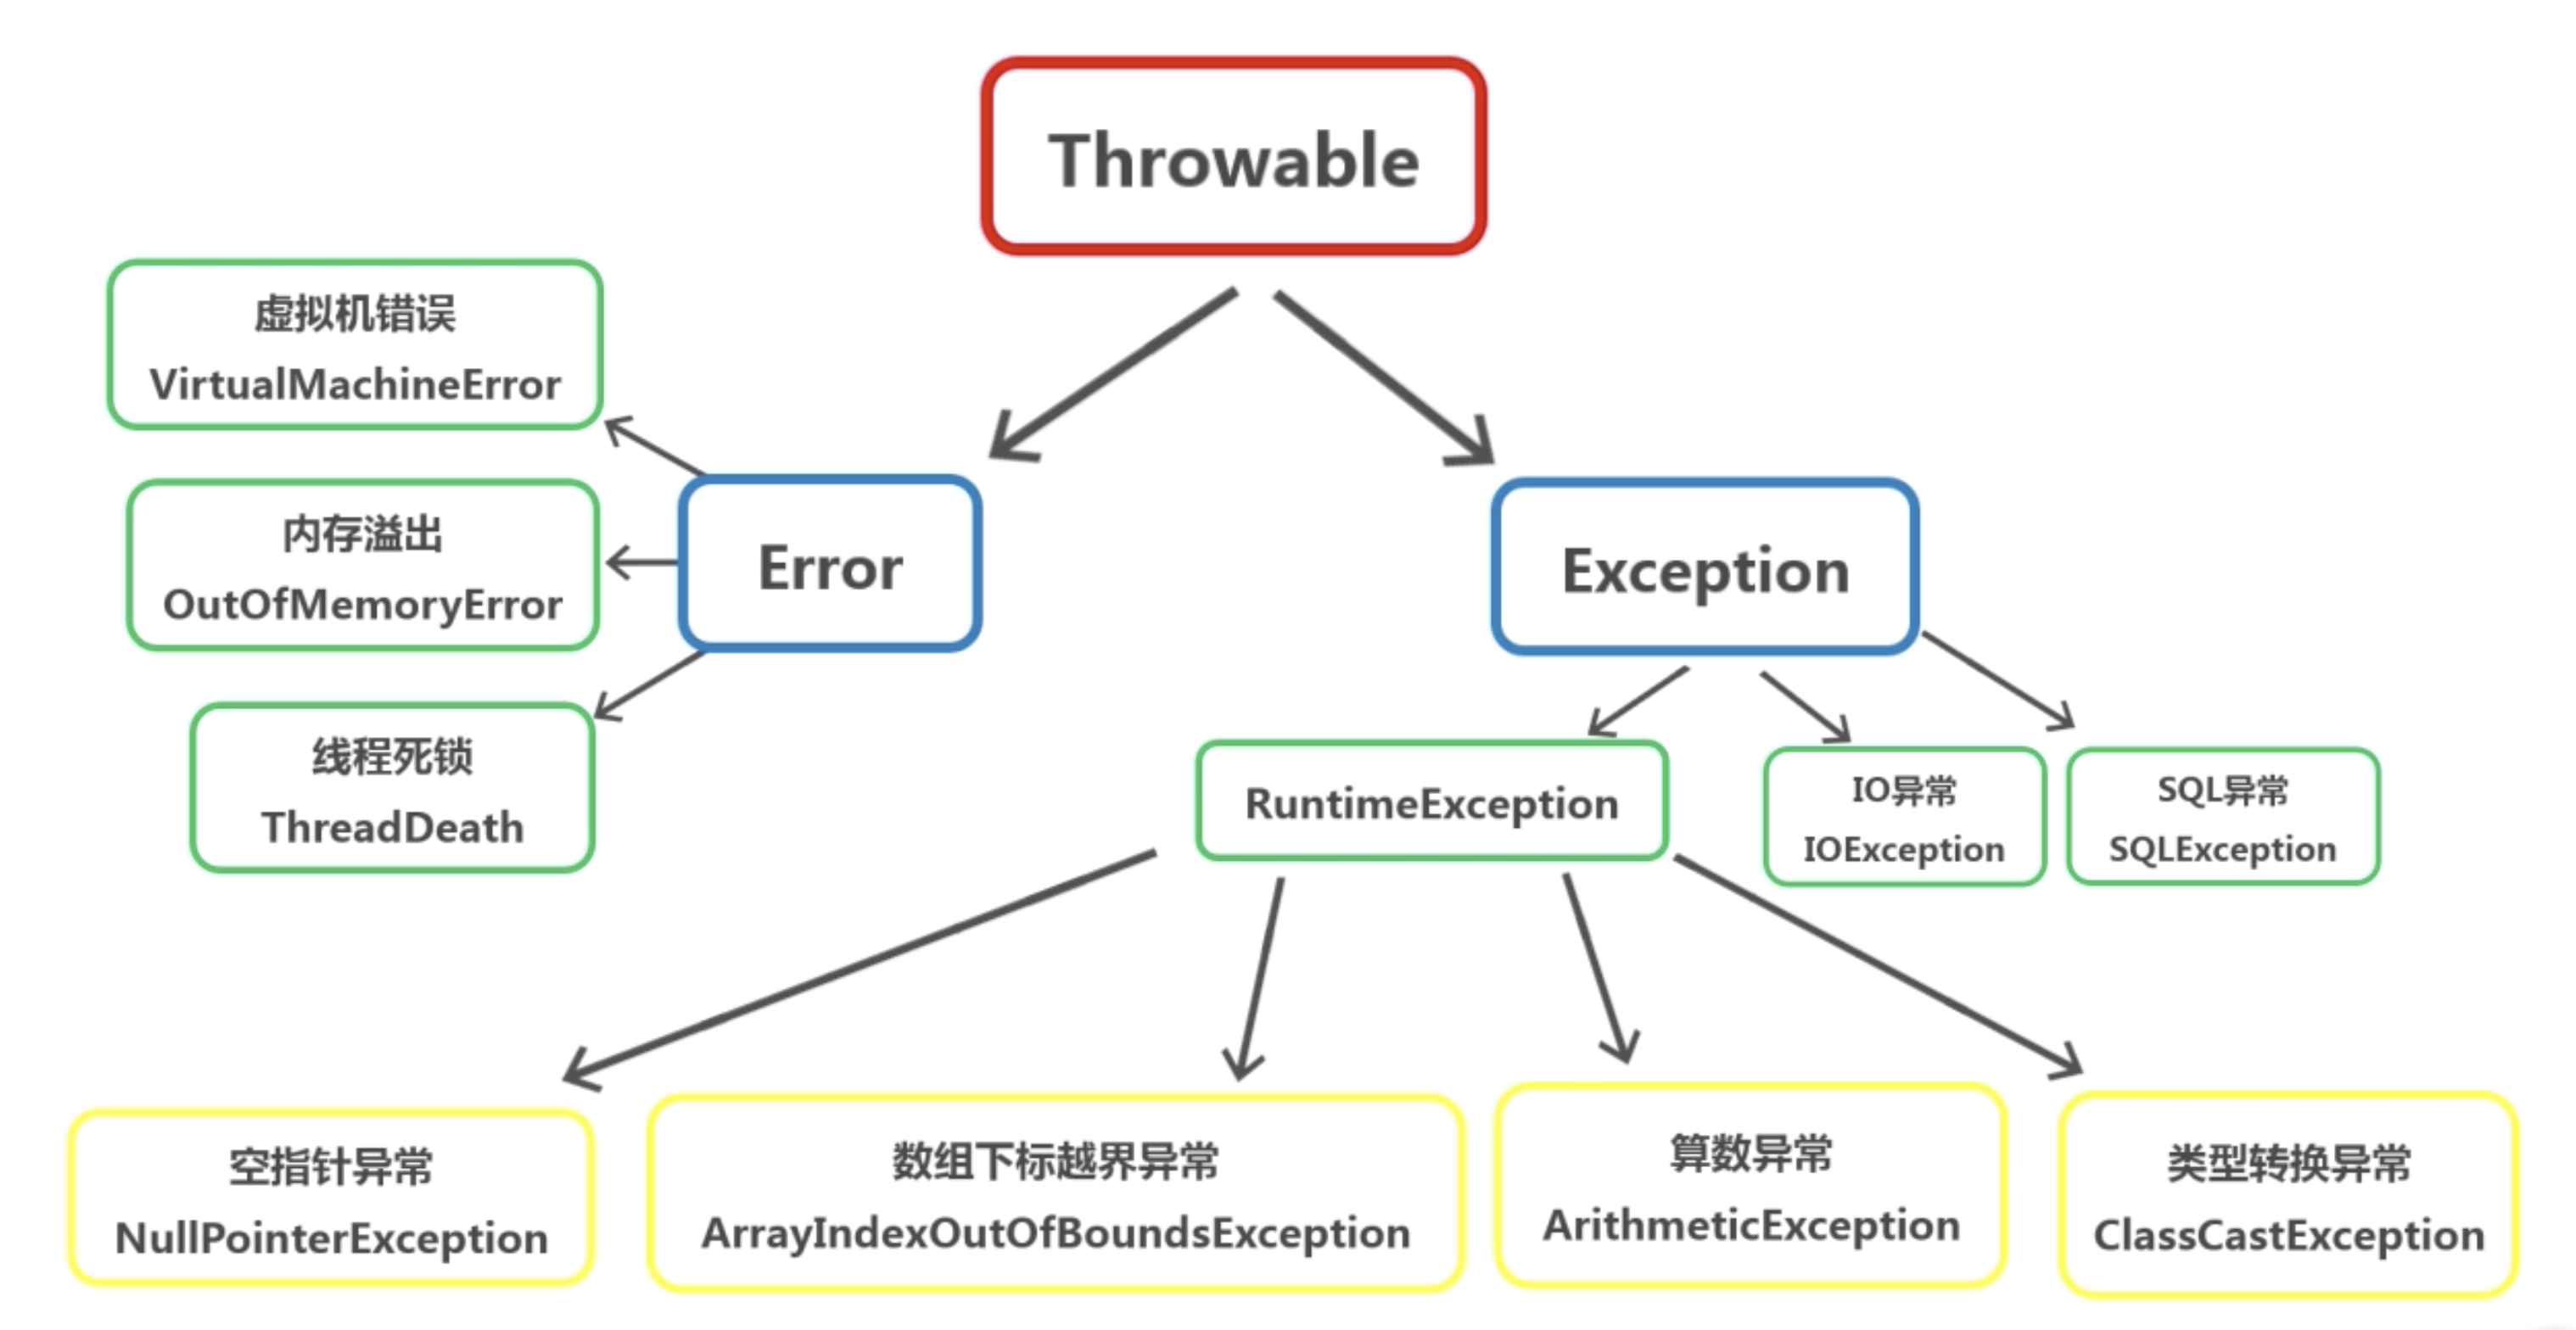 Throwable
虚拟机错误
VirtualMachineError
内存溢出
OutOfMemoryError
线程死锁
ThreadDeath
Error
Exception
RuntimeException
IO异常
IOException
SQL异常
SQLException
空指针异常
NullPointerException
数组下标越界异常
ArrayIndexOutOfBoundsException
算数异常
ArithmeticException
类型转换异常
ClassCastException